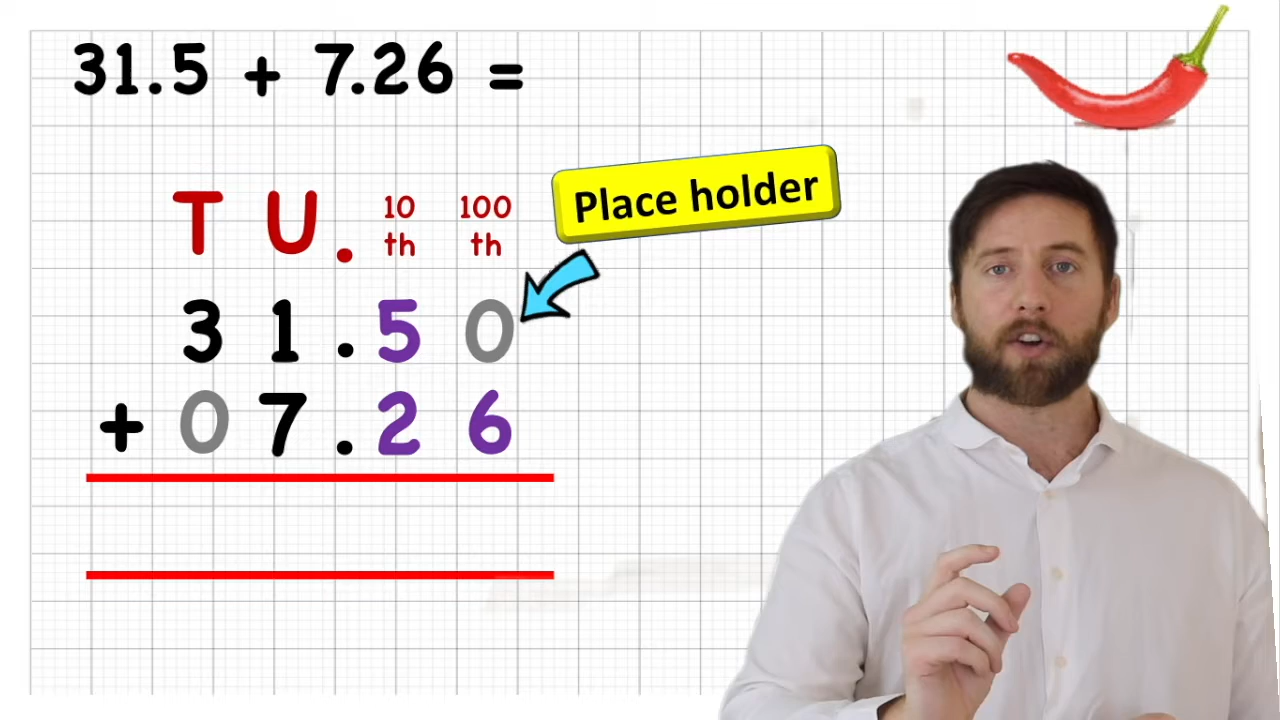 31.5 + 7.26 =
Place holder
T U . 10th 100th
3 1 . 5 0
+ 0 7 . 2 6